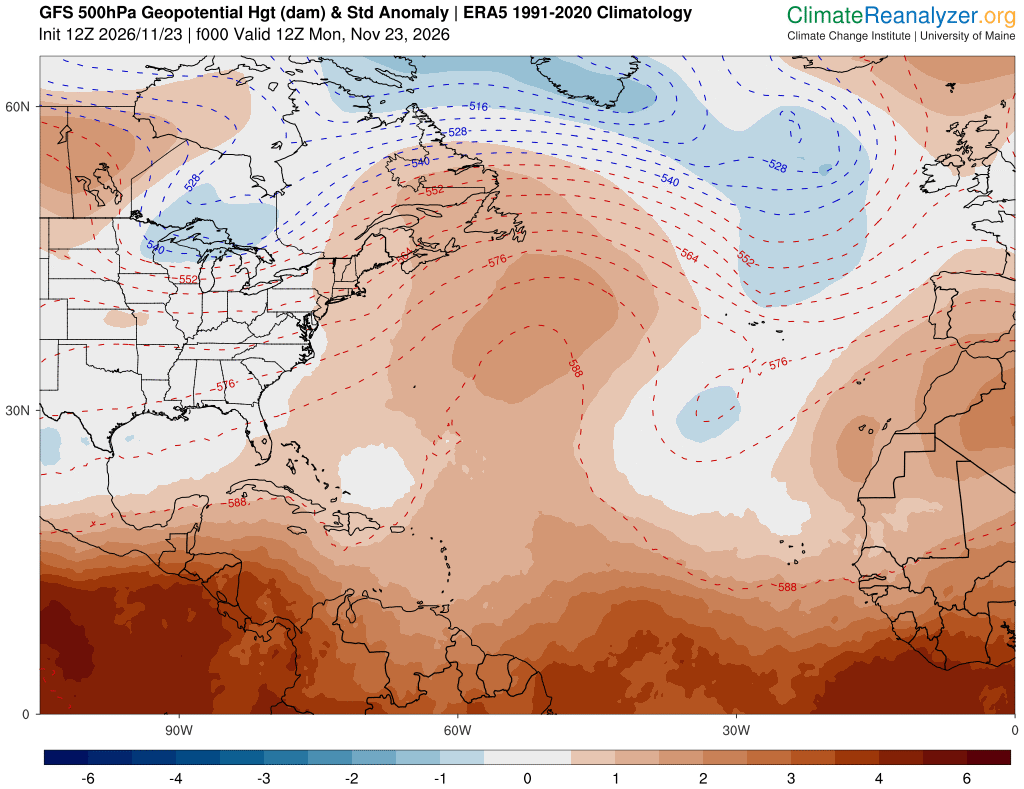 GFS 500hPa Geopotential Hgt (dam) & Std Anomaly | ERA5 1991-2020 Climatology
Init 12Z 2026/11/23 | f000 Valid 12Z Mon, Nov 23, 2026
ClimateReanalyzer.org
Climate Change Institute | University of Maine
60N
516
528
540
528
540
528
552
540
576
564
552
552
564
576
576
588
30N
588
588
0
90W
60W
30W
0
-6 -4 -3 -2 -1 0 1 2 3 4 6